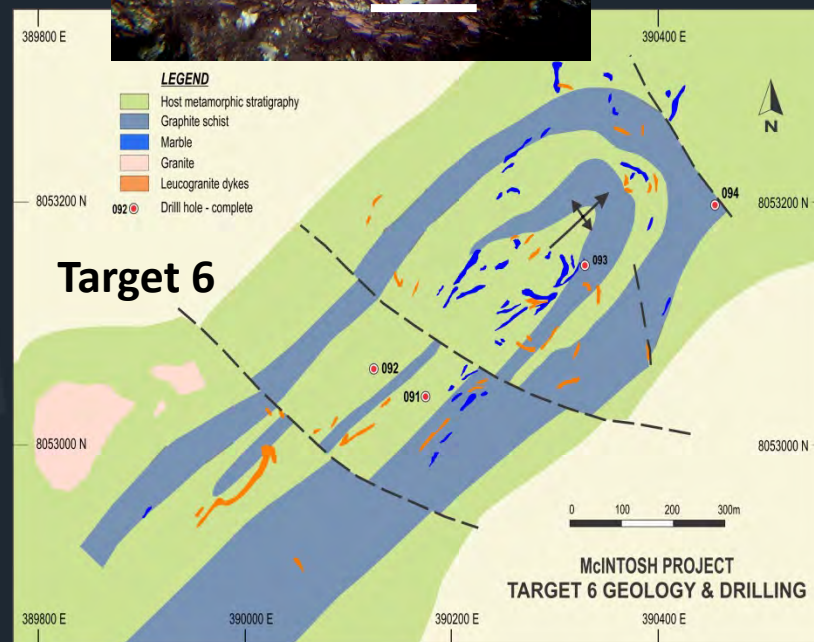 389800 E
390400 E
LEGEND
Host metamorphic stratigraphy
Graphite schist
Marble
Granite
Leucogranite dykes
092 Drilll hole - complete
N
8053200 N
8053200 N
094
Target 6
093
092
091
8053000 N
8053000 N
0 100 200 300m
McINTOSH PROJECT
TARGET 6 GEOLOGY & DRILLING
389800 E
390000 E
390200 E
390400 E